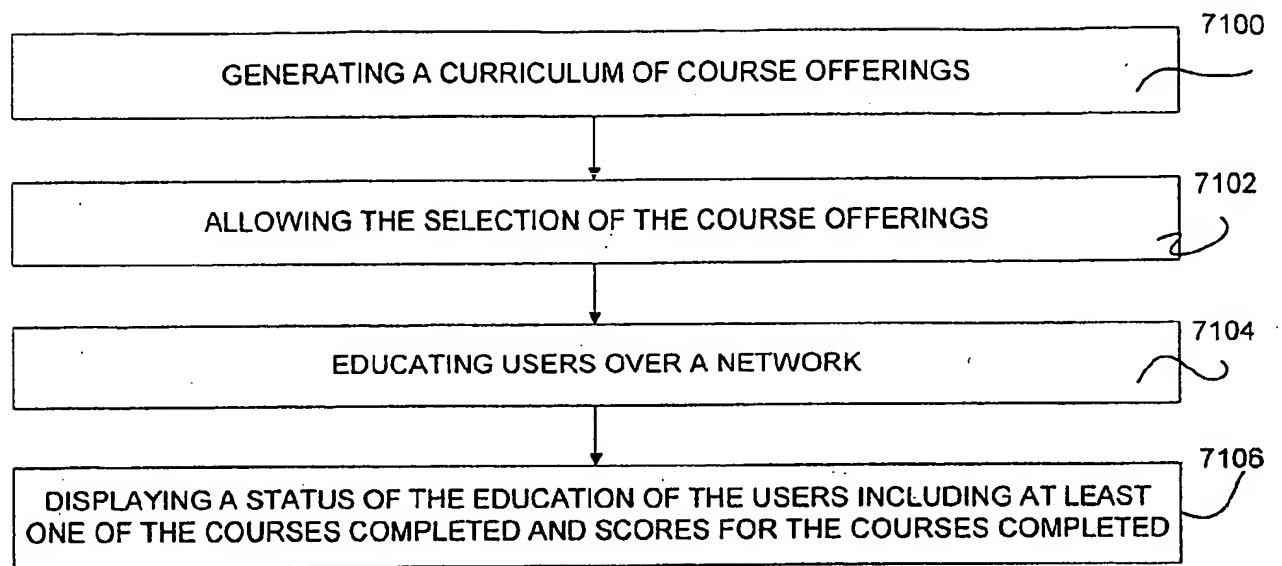 7100
GENERATING A CURRICULUM OF COURSE OFFERINGS
7102
ALLOWING THE SELECTION OF THE COURSE OFFERINGS
7104
EDUCATING USERS OVER A NETWORK
7106
DISPLAYING A STATUS OF THE EDUCATION OF THE USERS INCLUDING AT LEAST
ONE OF THE COURSES COMPLETED AND SCORES FOR THE COURSES COMPLETED